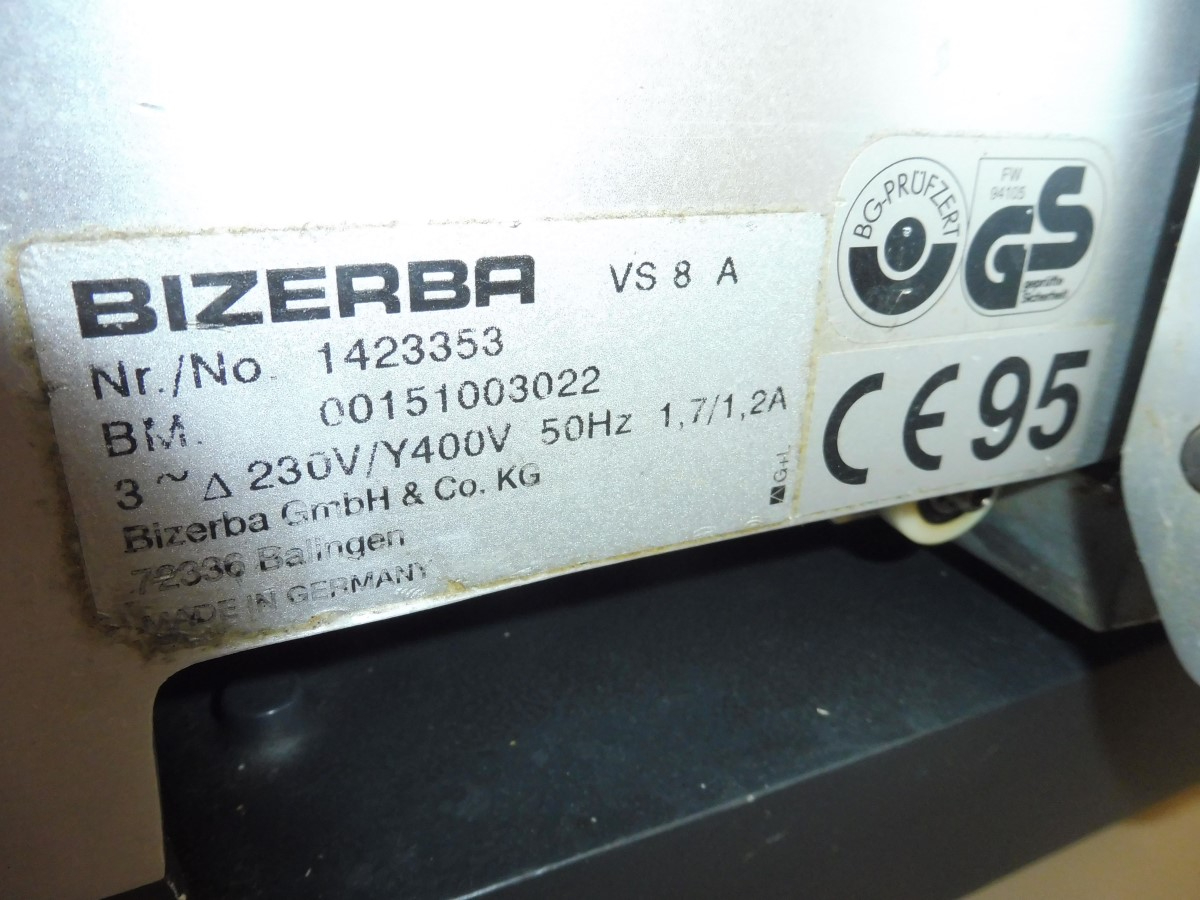 BIZERBA VS 8 A
Nr./No. 1423353
BM. 00151003022
3 ~ Δ 230V/Y400V 50Hz 1,7/1,2A
Bizerba GmbH & Co. KG
72336 Balingen
MADE IN GERMANY
G+L
BG-PRÜFZERT
FW
94105
GS
geprüfte
Sicherheit
CE 95